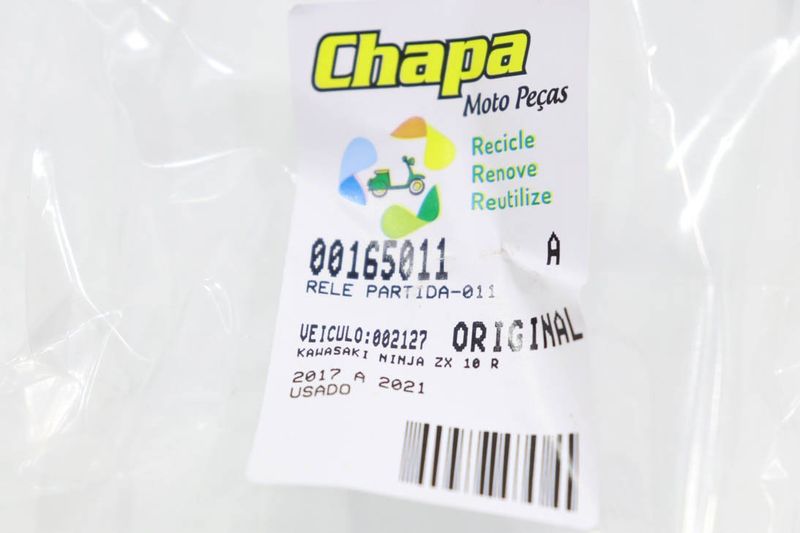 Chapa
Moto Peças
Recicle
Renove
Reutilize
00165011 A
RELE PARTIDA-011
VEICULO:002127 ORIGINAL
KAWASAKI NINJA ZX 10 R
2017 A 2021
USADO